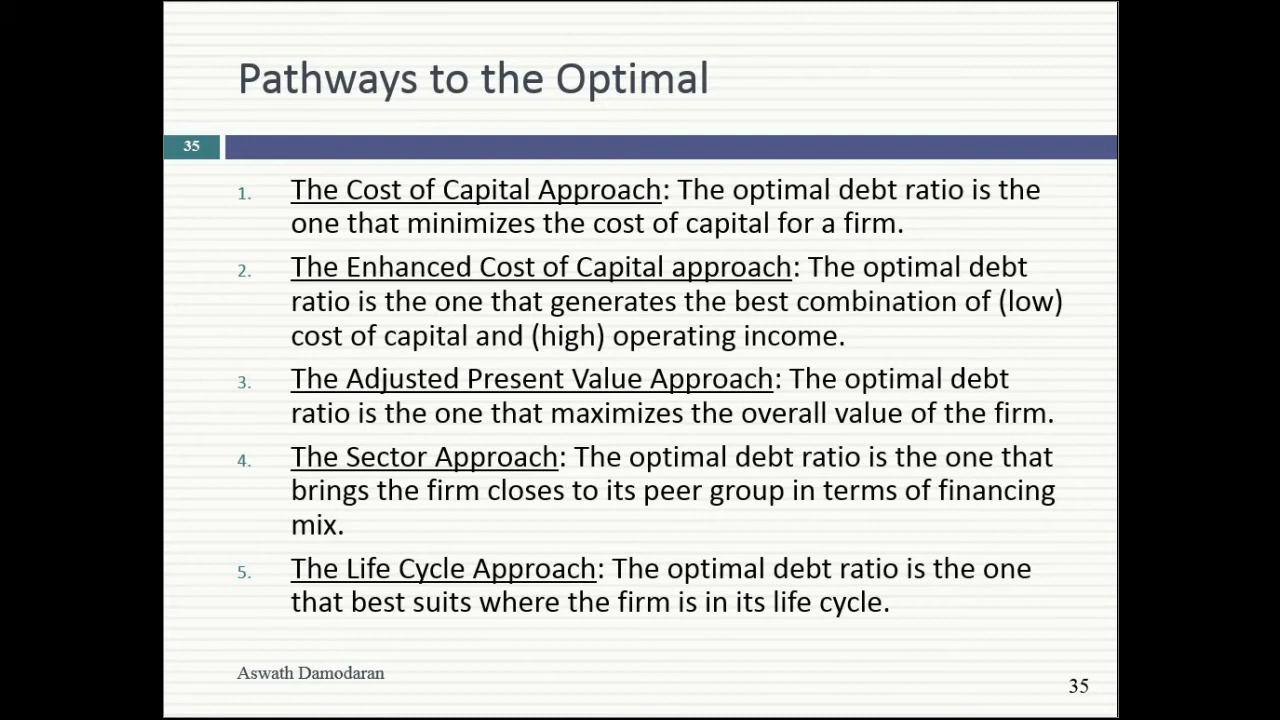 Pathways to the Optimal
35
1. The Cost of Capital Approach: The optimal debt ratio is the
one that minimizes the cost of capital for a firm.
2. The Enhanced Cost of Capital approach: The optimal debt
ratio is the one that generates the best combination of (low)
cost of capital and (high) operating income.
3. The Adjusted Present Value Approach: The optimal debt
ratio is the one that maximizes the overall value of the firm.
4. The Sector Approach: The optimal debt ratio is the one that
brings the firm closes to its peer group in terms of financing
mix.
5. The Life Cycle Approach: The optimal debt ratio is the one
that best suits where the firm is in its life cycle.
Aswath Damodaran
35